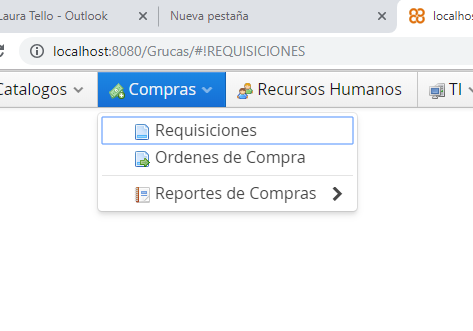 Laura Tello - Outlook
Nueva pestaña
localhos
localhost:8080/Grucas/#!REQUISICIONES
Catalogos
Compras
Recursos Humanos
TI
Requisiciones
Ordenes de Compra
Reportes de Compras